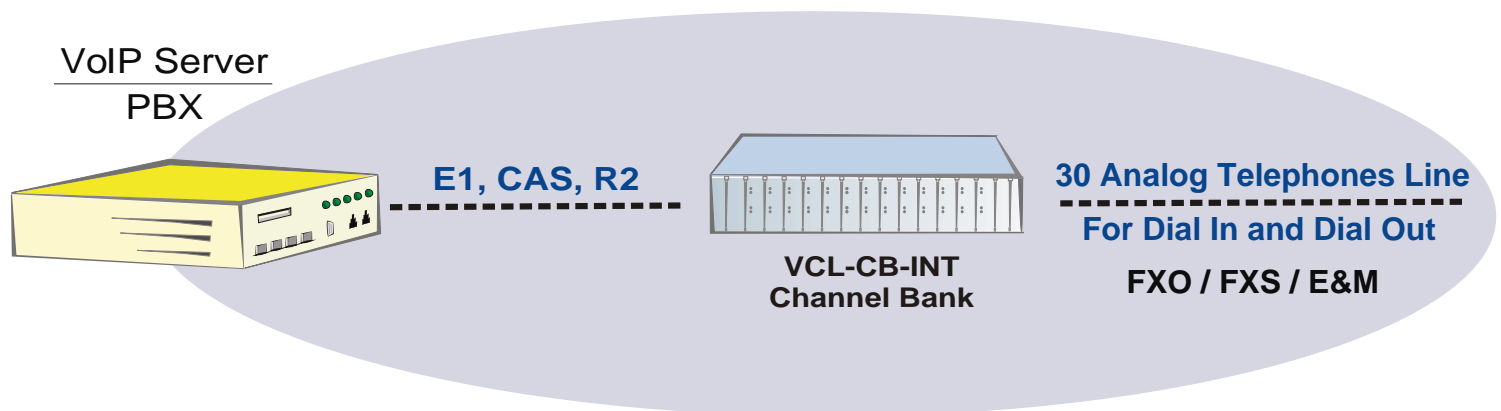 VoIP Server
PBX
E1, CAS, R2
VCL-CB-INT
Channel Bank
30 Analog Telephones Line
For Dial In and Dial Out
FXO / FXS / E&M